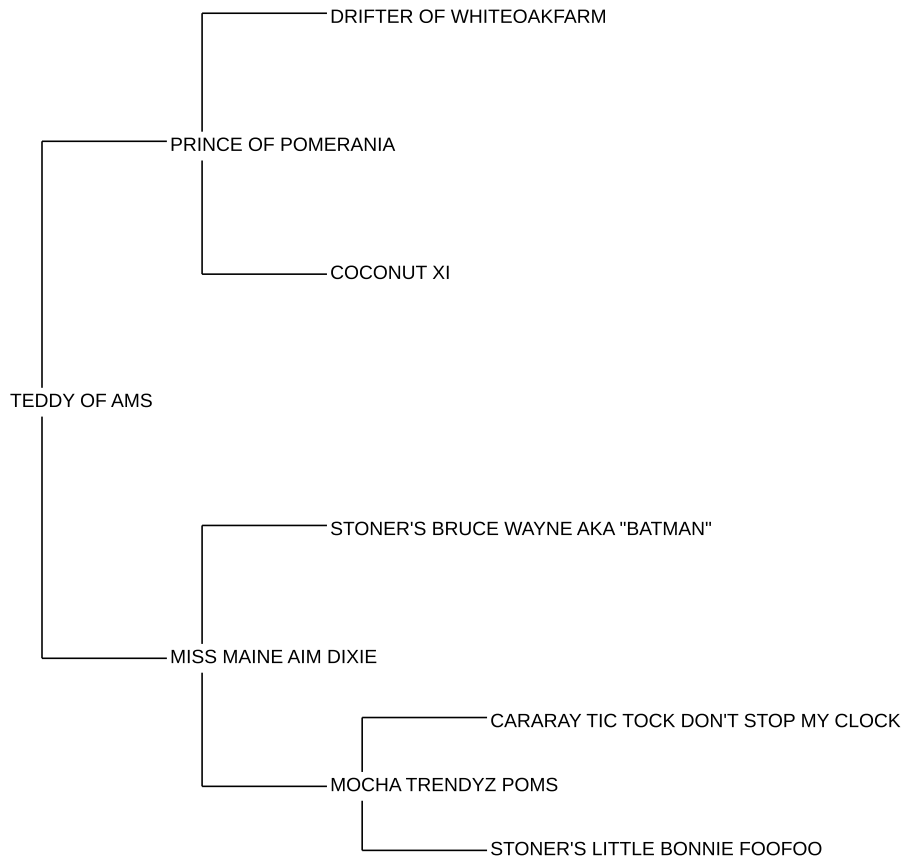 DRIFTER OF WHITEOAKFARM
PRINCE OF POMERANIA
COCONUT XI
TEDDY OF AMS
STONER'S BRUCE WAYNE AKA "BATMAN"
MISS MAINE AIM DIXIE
CARARAY TIC TOCK DON'T STOP MY CLOCK
MOCHA TRENDYZ POMS
STONER'S LITTLE BONNIE FOOFOO